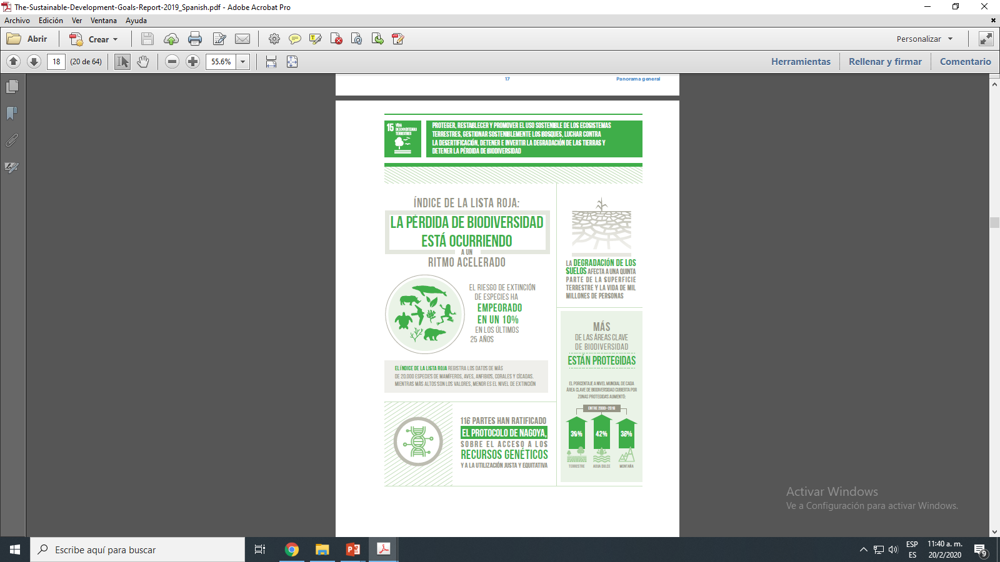 The-Sustainable-Development-Goals-Report-2019_Spanish.pdf - Adobe Acrobat Pro
Archivo Edición Ver Ventana Ayuda
Abrir Crear Personalizar
18 (20 de 64) 55.6% Herramientas Rellenar y firmar Comentario
17 Panorama general
15 VIDA
DE ECOSISTEMAS
TERRESTRES
PROTEGER, RESTABLECER Y PROMOVER EL USO SOSTENIBLE DE LOS ECOSISTEMAS
TERRESTRES, GESTIONAR SOSTENIBLEMENTE LOS BOSQUES, LUCHAR CONTRA
LA DESERTIFICACIÓN, DETENER E INVERTIR LA DEGRADACIÓN DE LAS TIERRAS Y
DETENER LA PÉRDIDA DE BIODIVERSIDAD
ÍNDICE DE LA LISTA ROJA:
LA PÉRDIDA DE BIODIVERSIDAD
ESTÁ OCURRIENDO
A UN
RITMO ACELERADO
EL RIESGO DE EXTINCIÓN
DE ESPECIES HA
EMPEORADO
EN UN 10%
EN LOS ÚLTIMOS
25 AÑOS
EL ÍNDICE DE LA LISTA ROJA REGISTRA LOS DATOS DE MÁS
DE 20.000 ESPECIES DE MAMÍFEROS, AVES, ANFIBIOS, CORALES Y CÍCADAS.
MIENTRAS MÁS ALTOS SON LOS VALORES, MENOR ES EL NIVEL DE EXTINCIÓN
116 PARTES HAN RATIFICADO
EL PROTOCOLO DE NAGOYA,
SOBRE EL ACCESO A LOS
RECURSOS GENÉTICOS
Y A LA UTILIZACIÓN JUSTA Y EQUITATIVA
LA DEGRADACIÓN DE LOS
SUELOS AFECTA A UNA QUINTA
PARTE DE LA SUPERFICIE
TERRESTRE Y LA VIDA DE MIL
MILLONES DE PERSONAS
MÁS
DE LAS ÁREAS CLAVE
DE BIODIVERSIDAD
ESTÁN PROTEGIDAS
EL PORCENTAJE A NIVEL MUNDIAL DE CADA
ÁREA CLAVE DE BIODIVERSIDAD CUBIERTA POR
ZONAS PROTEGIDAS AUMENTÓ:
ENTRE 2000–2018
39% 42% 36%
TERRESTRE AGUA DULCE MONTAÑA
Activar Windows
Ve a Configuración para activar Windows.
Escribe aquí para buscar
ESP
ES
11:40 a. m.
20/2/2020
9